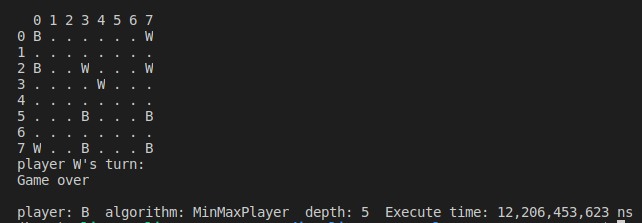 0 1 2 3 4 5 6 7
0 B . . . . . . W
1 . . . . . . . .
2 B . . W . . . W
3 . . . . W . . .
4 . . . . . . . .
5 . . . B . . . B
6 . . . . . . . .
7 W . . B . . . B
player W's turn:
Game over
player: B  algorithm: MinMaxPlayer  depth: 5  Execute time: 12,206,453,623 ns